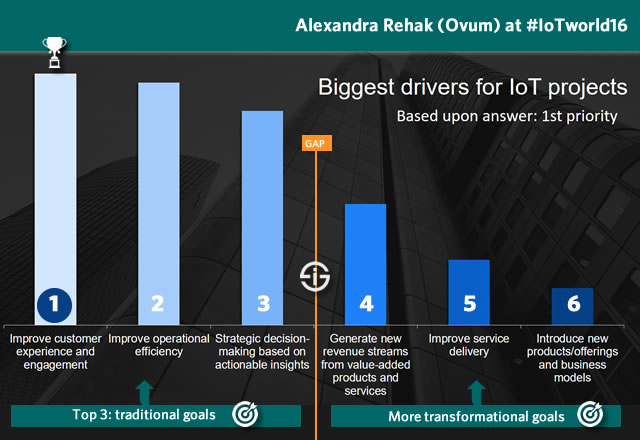 Alexandra Rehak (Ovum) at #IoTworld16
Biggest drivers for IoT projects
Based upon answer: 1st priority
GAP
1
2
3
4
5
6
Improve customer
experience and
engagement
Improve operational
efficiency
Strategic decision-
making based on
actionable insights
Generate new
revenue streams
from value-added
products and
services
Improve service
delivery
Introduce new
products/offerings
and business
models
Top 3: traditional goals
More transformational goals